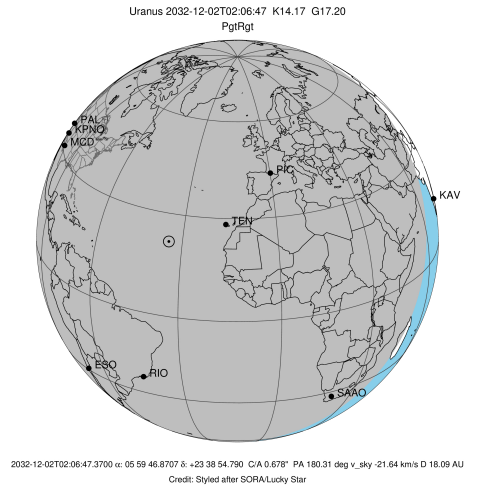 Uranus 2032-12-02T02:06:47 K14.17 G17.20
PgtRgt
PAL
KPNO
MCD
PIC
KAV
TEN
ESO
RIO
SAAO
2032-12-02T02:06:47.3700 α: 05 59 46.8707 δ: +23 38 54.790 C/A 0.678" PA 180.31 deg v_sky -21.64 km/s D 18.09 AU
Credit: Styled after SORA/Lucky Star